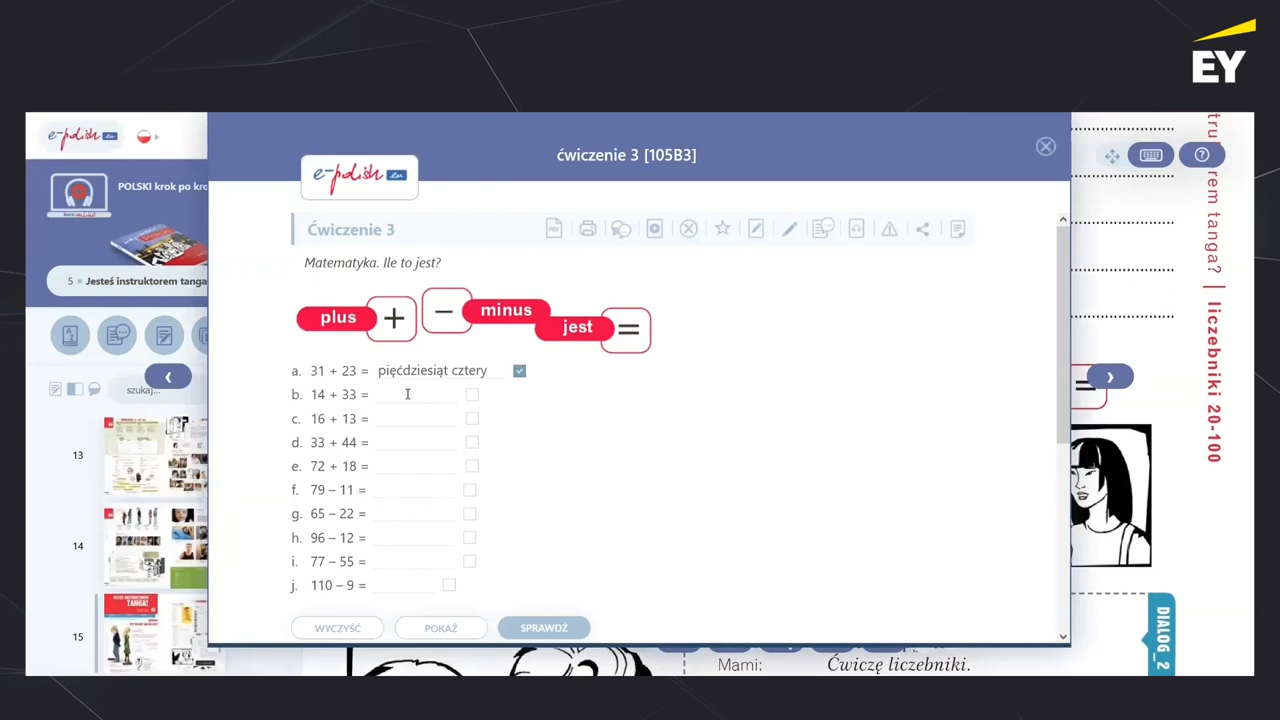 EY
e-polish
ćwiczenie 3 [105B3]
POLSKI krok po kro
5 Jesteś instruktorem tanga
szukaj...
13
14
15
e-polish
Ćwiczenie 3
PDF
Matematyka. Ile to jest?
plus + − minus jest =
a. 31 + 23 = pięćdziesiąt cztery
b. 14 + 33 =
c. 16 + 13 =
d. 33 + 44 =
e. 72 + 18 =
f. 79 – 11 =
g. 65 – 22 =
h. 96 – 12 =
i. 77 – 55 =
j. 110 – 9 =
WYCZYŚĆ POKAŻ SPRAWDŹ
rem tanga? | liczebniki 20-100
=
DIALOG_2
Mami: Ćwiczę liczebniki.